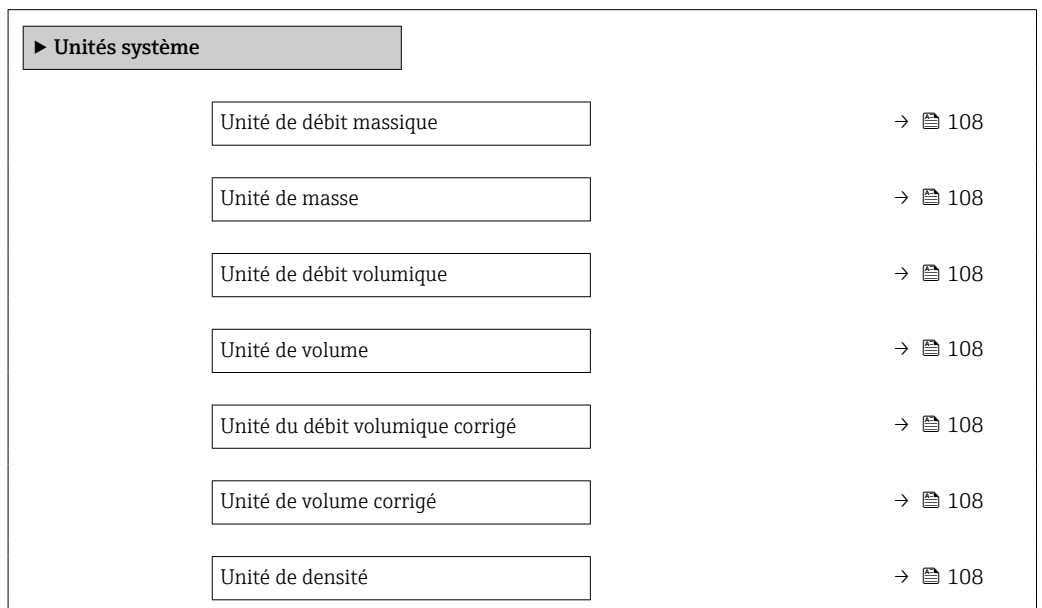 ▶ Unités système
Unité de débit massique → 108
Unité de masse → 108
Unité de débit volumique → 108
Unité de volume → 108
Unité du débit volumique corrigé → 108
Unité de volume corrigé → 108
Unité de densité → 108